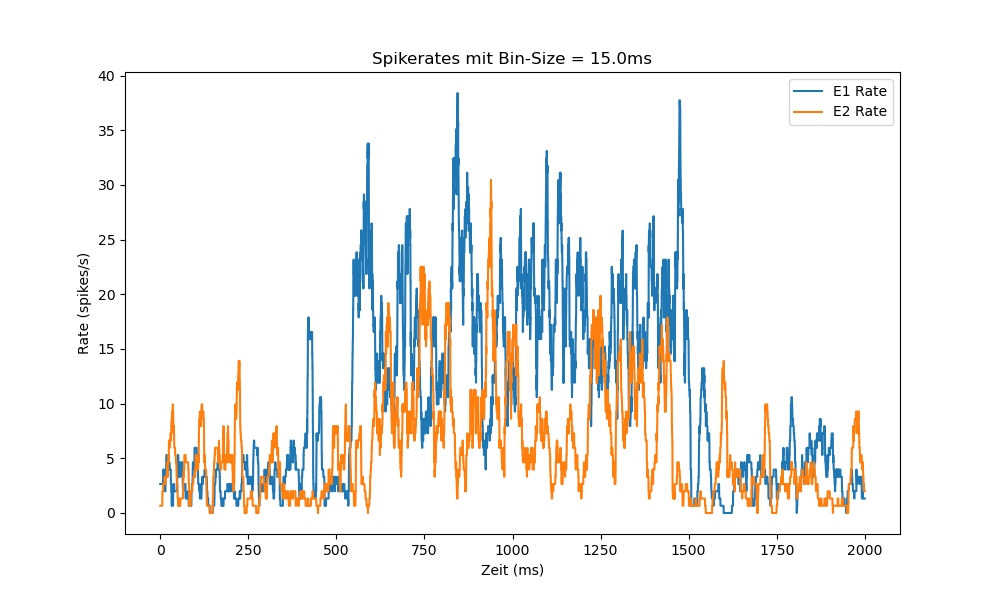 Spikerates mit Bin-Size = 15.0ms
E1 Rate
E2 Rate
Rate (spikes/s)
40
35
30
25
20
15
10
5
0
0 250 500 750 1000 1250 1500 1750 2000
Zeit (ms)